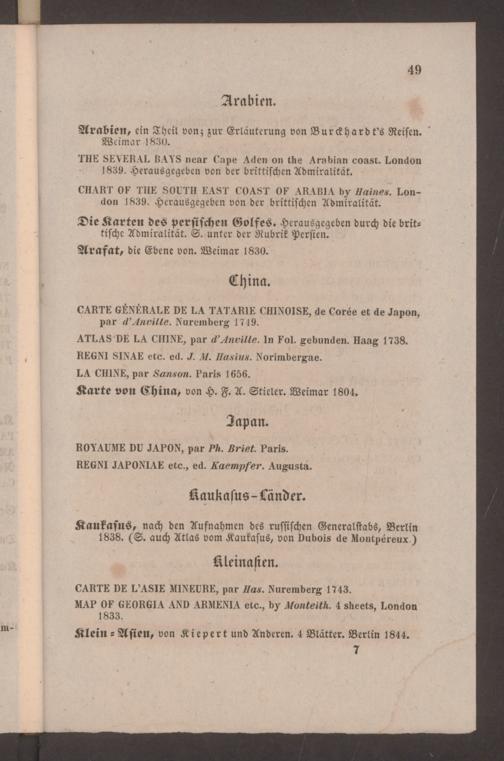 49
Arabien.
Arabien, ein Theil von; zur Erläuterung von Burckhardt's Reisen.
Weimar 1830.
THE SEVERAL BAYS near Cape Aden on the Arabian coast. London
1839. Herausgegeben von der brittischen Admiralität.
CHART OF THE SOUTH EAST COAST OF ARABIA by Haines. Lon-
don 1839. Herausgegeben von der brittischen Admiralität.
Die Karten des persischen Golfes. Herausgegeben durch die brit-
tische Admiralität. S. unter der Rubrik Persien.
Arafat, die Ebene von. Weimar 1830.
China.
CARTE GÉNÉRALE DE LA TATARIE CHINOISE, de Corée et de Japon,
par d'Anville. Nuremberg 1749.
ATLAS DE LA CHINE, par d'Anville. In Fol. gebunden. Haag 1738.
REGNI SINAE etc. ed. J. M. Hasius. Norimbergae.
LA CHINE, par Sanson. Paris 1656.
Karte von China, von H. F. A. Stieler. Weimar 1804.
Japan.
ROYAUME DU JAPON, par Ph. Briet. Paris.
REGNI JAPONIAE etc., ed. Kaempfer. Augusta.
Kaukasus-Länder.
Kaukasus, nach den Aufnahmen des russischen Generalstabs, Berlin
1838. (S. auch Atlas vom Kaukasus, von Dubois de Montpéreux.)
Kleinasien.
CARTE DE L'ASIE MINEURE, par Has. Nuremberg 1743.
MAP OF GEORGIA AND ARMENIA etc., by Monteith. 4 sheets, London
1833.
Klein-Asien, von Kiepert und Anderen. 4 Blätter. Berlin 1844.
7
m-